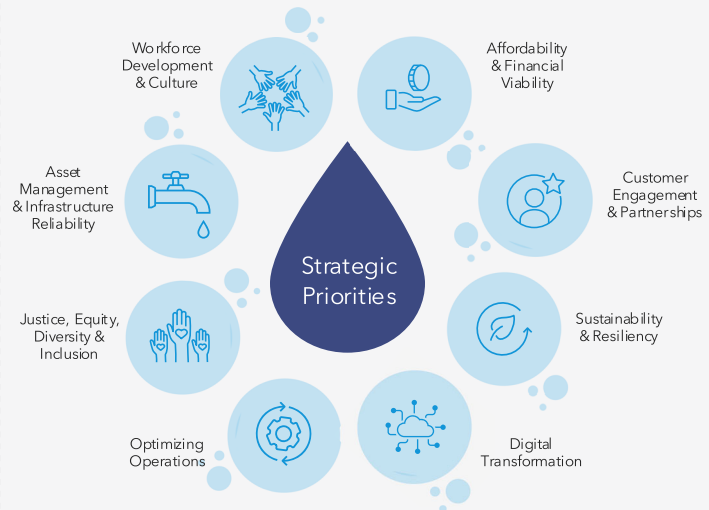 Workforce
Development
& Culture
Affordability
& Financial
Viability
Asset
Management
& Infrastructure
Reliability
Customer
Engagement
& Partnerships
Strategic
Priorities
Justice, Equity,
Diversity &
Inclusion
Sustainability
& Resiliency
Optimizing
Operations
Digital
Transformation